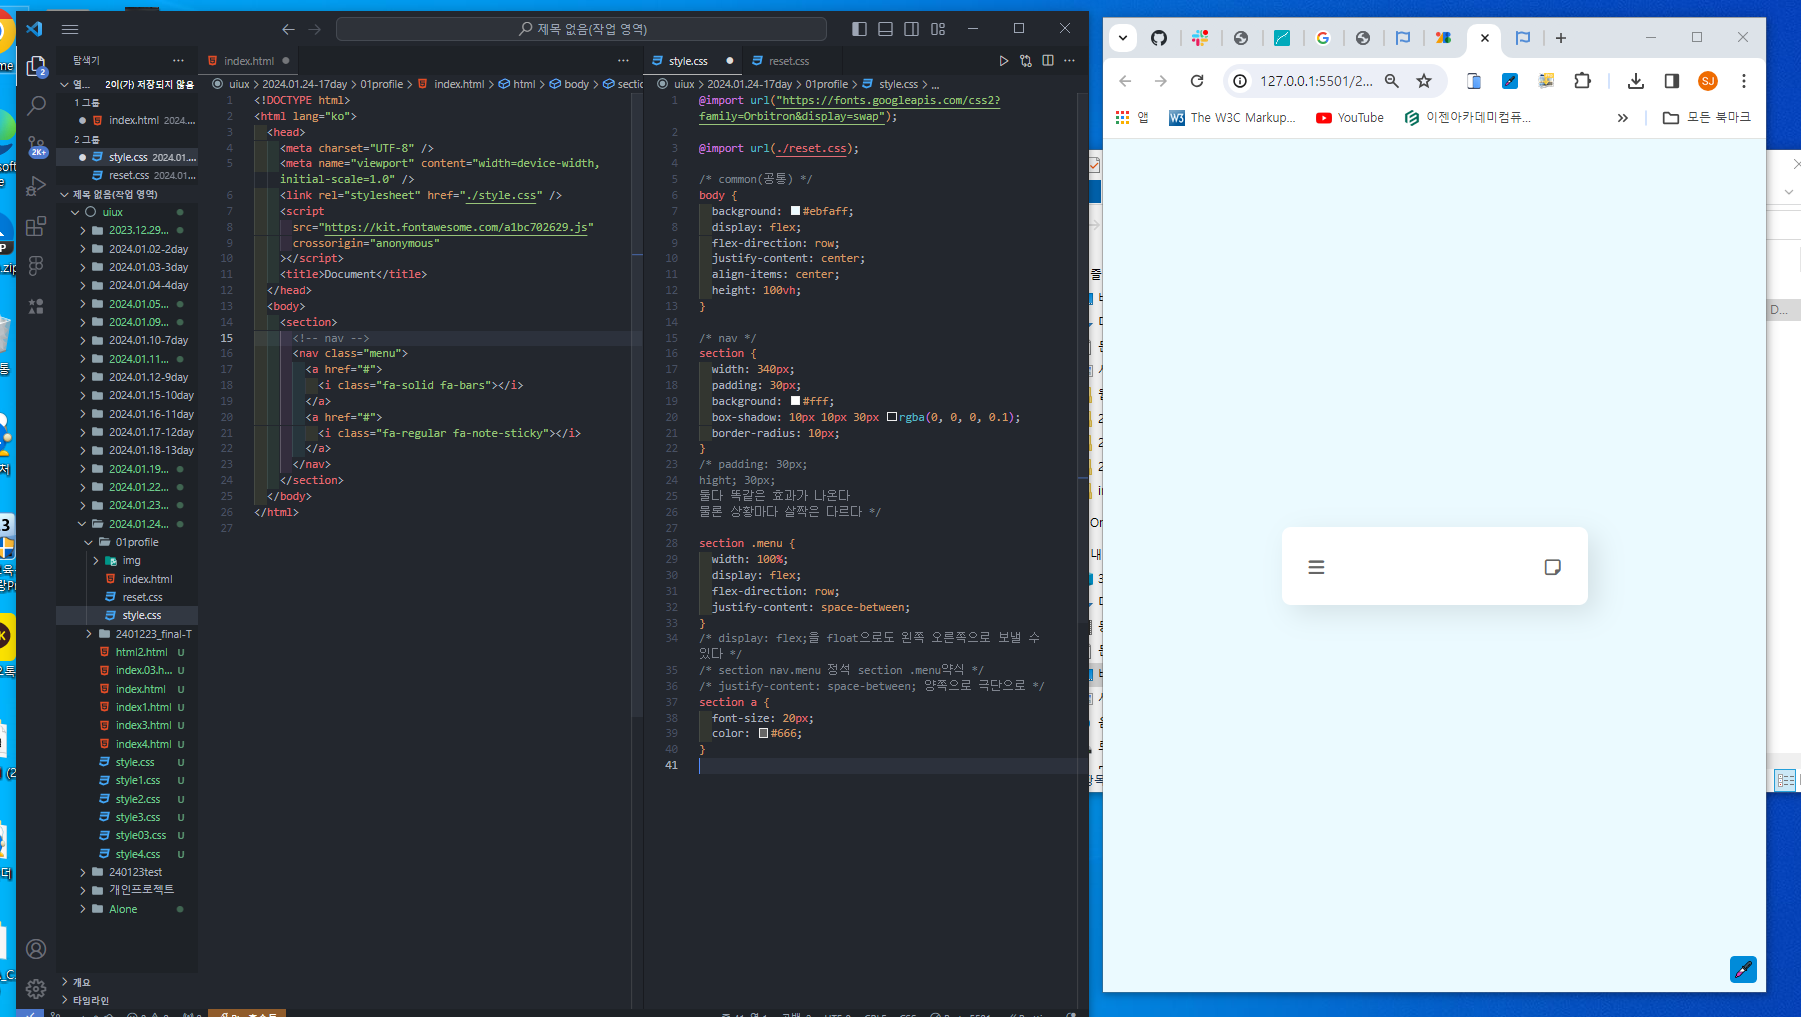 제목 없음(작업 영역)
탐색기
2이(가) 저장되지 않음
1 그룹
index.html 2024....
2 그룹
style.css 2024.01....
reset.css 2024.01...
제목 없음(작업 영역)
uiux
2023.12.29...
2024.01.02-2day
2024.01.03-3day
2024.01.04-4day
2024.01.05...
2024.01.09...
2024.01.10-7day
2024.01.11...
2024.01.12-9day
2024.01.15-10day
2024.01.16-11day
2024.01.17-12day
2024.01.18-13day
2024.01.19...
2024.01.22...
2024.01.23...
2024.01.24...
01profile
img
index.html
reset.css
style.css
2401223_final-T
html2.html U
index.03.h... U
index.html U
index1.html U
index3.html U
index4.html U
style.css U
style1.css U
style2.css U
style3.css U
style03.css U
style4.css U
240123test
개인프로젝트
Alone
개요
타임라인
index.html
uiux > 2024.01.24-17day > 01profile > index.html > html > body > sectic
1 <!DOCTYPE html>
2 <html lang="ko">
3 <head>
4 <meta charset="UTF-8" />
5 <meta name="viewport" content="width=device-width,
initial-scale=1.0" />
6 <link rel="stylesheet" href="./style.css" />
7 <script
8 src="https://kit.fontawesome.com/a1bc702629.js"
9 crossorigin="anonymous"
10 ></script>
11 <title>Document</title>
12 </head>
13 <body>
14 <section>
15 <!-- nav -->
16 <nav class="menu">
17 <a href="#">
18 <i class="fa-solid fa-bars"></i>
19 </a>
20 <a href="#">
21 <i class="fa-regular fa-note-sticky"></i>
22 </a>
23 </nav>
24 </section>
25 </body>
26 </html>
27
style.css
reset.css
uiux > 2024.01.24-17day > 01profile > style.css > ...
1 @import url("https://fonts.googleapis.com/css2?
family=Orbitron&display=swap");
2
3 @import url(./reset.css);
4
5 /* common(공통) */
6 body {
7 background: #ebfaff;
8 display: flex;
9 flex-direction: row;
10 justify-content: center;
11 align-items: center;
12 height: 100vh;
13 }
14
15 /* nav */
16 section {
17 width: 340px;
18 padding: 30px;
19 background: #fff;
20 box-shadow: 10px 10px 30px rgba(0, 0, 0, 0.1);
21 border-radius: 10px;
22 }
23 /* padding: 30px;
24 hight; 30px;
25 둘다 똑같은 효과가 나온다
26 물론 상황마다 살짝은 다르다 */
27
28 section .menu {
29 width: 100%;
30 display: flex;
31 flex-direction: row;
32 justify-content: space-between;
33 }
34 /* display: flex;을 float으로도 왼쪽 오른쪽으로 보낼 수
있다 */
35 /* section nav.menu 정석 section .menu약식 */
36 /* justify-content: space-between; 양쪽으로 극단으로 */
37 section a {
38 font-size: 20px;
39 color: #666;
40 }
41
127.0.0.1:5501/2...
SJ
앱
The W3C Markup...
YouTube
이젠아카데미컴퓨...
모든 북마크